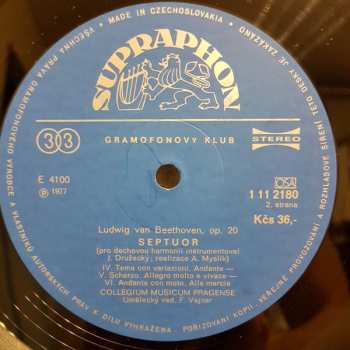 MADE IN CZECHOSLOVAKIA
VŠECHNA PRÁVA GRAMOFONOVÉHO VÝROBCE A VLASTNÍKŮ AUTORSKÝCH PRAV K DÍLU VYHRAŽENA • POŘIZOVÁNÍ KOPIÍ - VEŘEJNÉ PROVOZOVÁNÍ A ROZHLASOVÉ ŠÍŘENÍ TÉTO DESKY JE ZAKÁZÁNO
SUPRAPHON
33
GRAMOFONOVÝ KLUB
STEREO
E 4100
℗ 1977
OSA
1 11 2180
2. strana
Kčs 36,-
Ludwig van Beethoven, op. 20
SEPTUOR
(pro dechovou harmonii instrumentoval
J. Družecký; realizace A. Myslík)
IV. Tema con variazioni. Andante —
V. Scherzo. Allegro molto e vivace —
VI. Andante con moto. Alla marcia
COLLEGIUM MUSICUM PRAGENSE
Umělecký ved. F. Vajnar